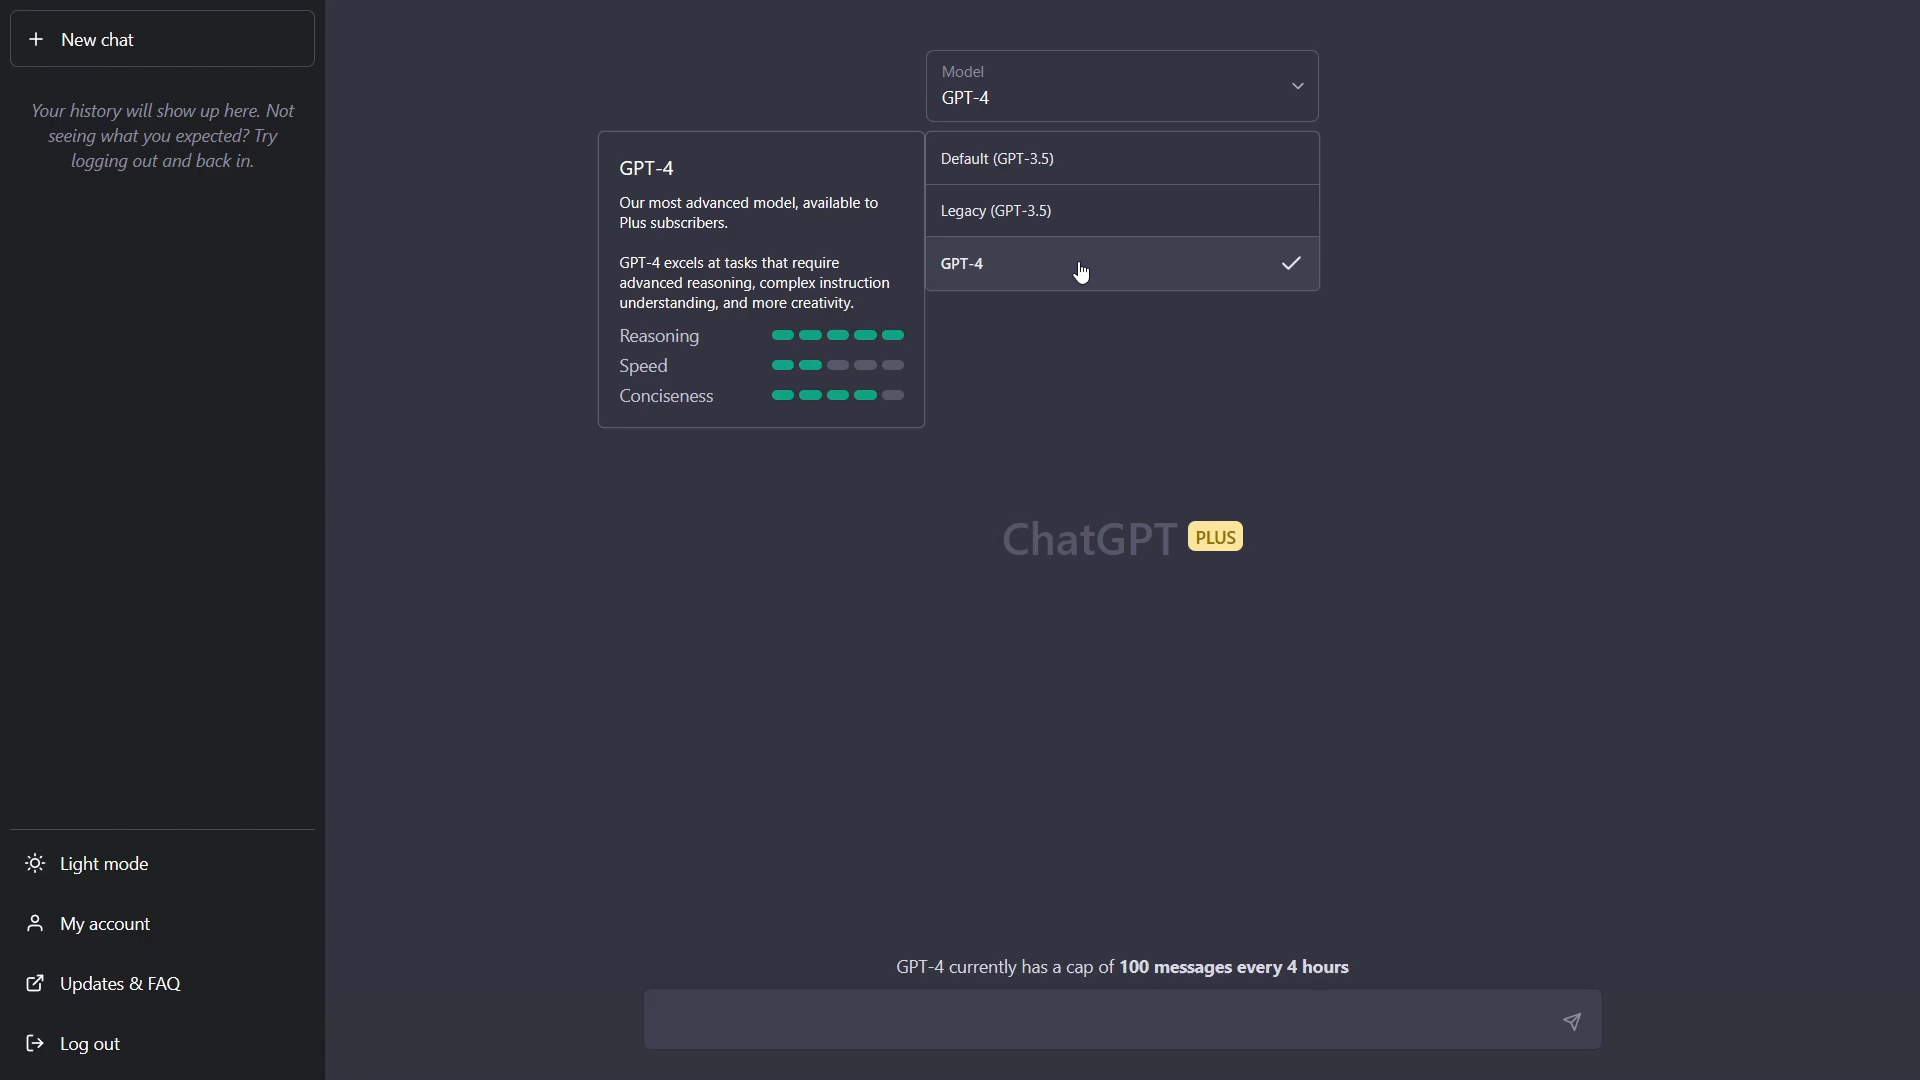 New chat
Your history will show up here. Not
seeing what you expected? Try
logging out and back in.
Model
GPT-4
Default (GPT-3.5)
Legacy (GPT-3.5)
GPT-4
GPT-4
Our most advanced model, available to
Plus subscribers.
GPT-4 excels at tasks that require
advanced reasoning, complex instruction
understanding, and more creativity.
Reasoning
Speed
Conciseness
ChatGPT PLUS
GPT-4 currently has a cap of 100 messages every 4 hours
Light mode
My account
Updates & FAQ
Log out